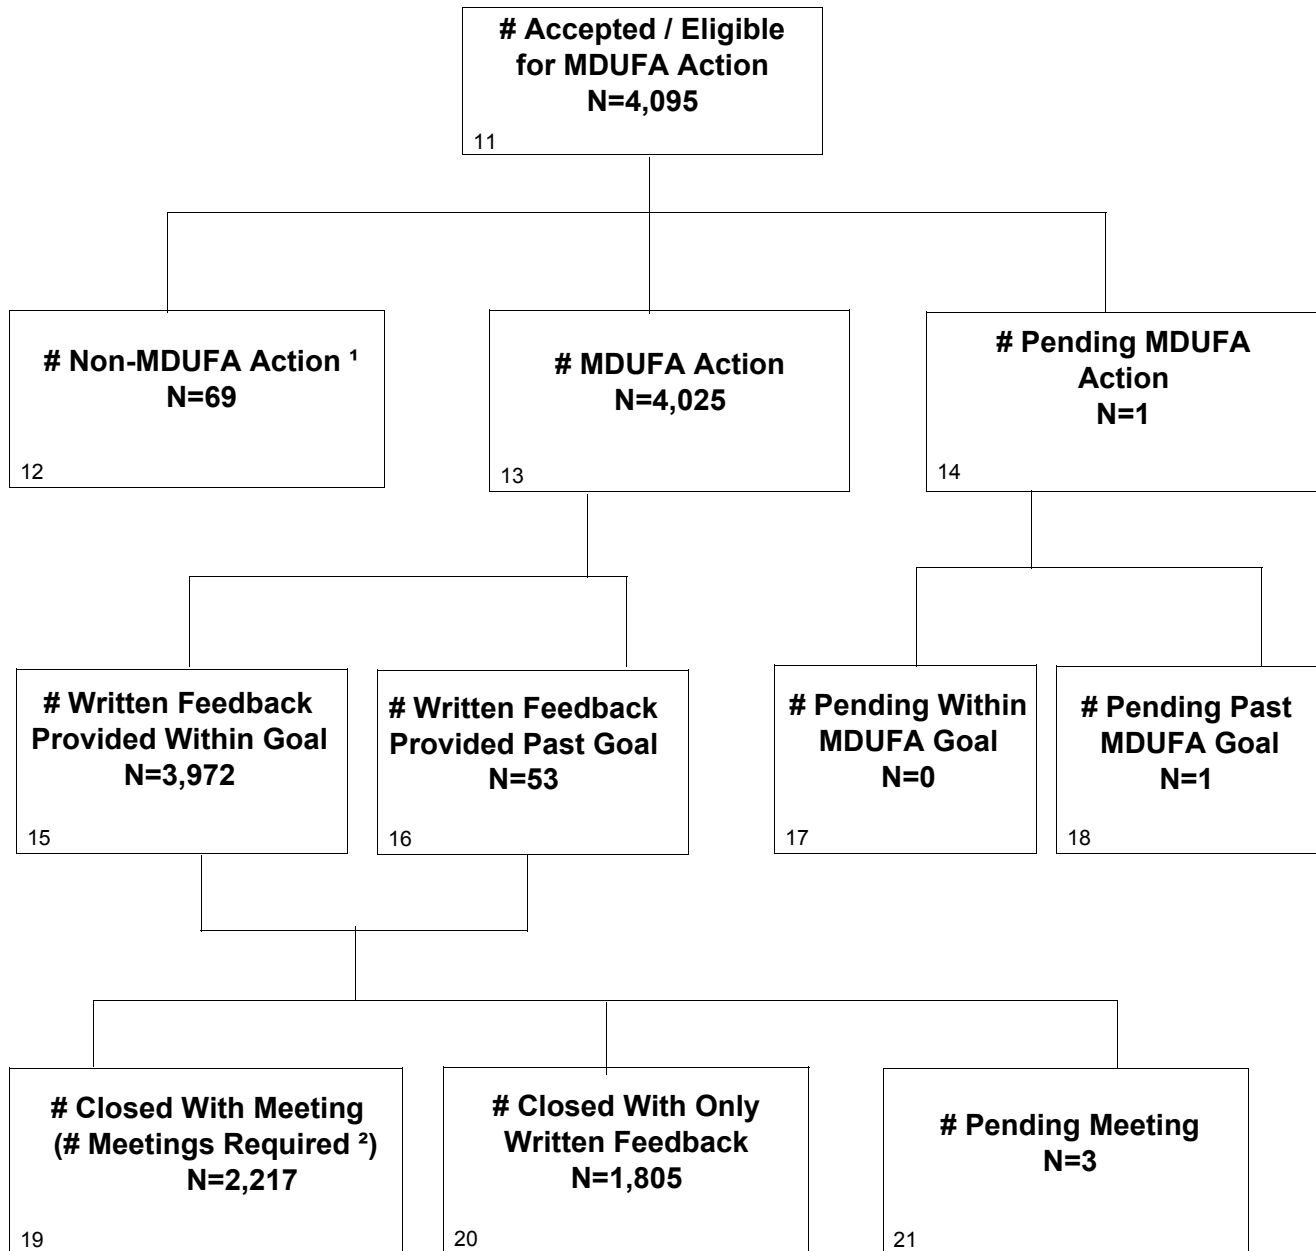 # Accepted / Eligible
for MDUFA Action
N=4,095
11
# Non-MDUFA Action ¹
N=69
12
# MDUFA Action
N=4,025
13
# Pending MDUFA
Action
N=1
14
# Written Feedback
Provided Within Goal
N=3,972
15
# Written Feedback
Provided Past Goal
N=53
16
# Pending Within
MDUFA Goal
N=0
17
# Pending Past
MDUFA Goal
N=1
18
# Closed With Meeting
(# Meetings Required ²)
N=2,217
19
# Closed With Only
Written Feedback
N=1,805
20
# Pending Meeting
N=3
21